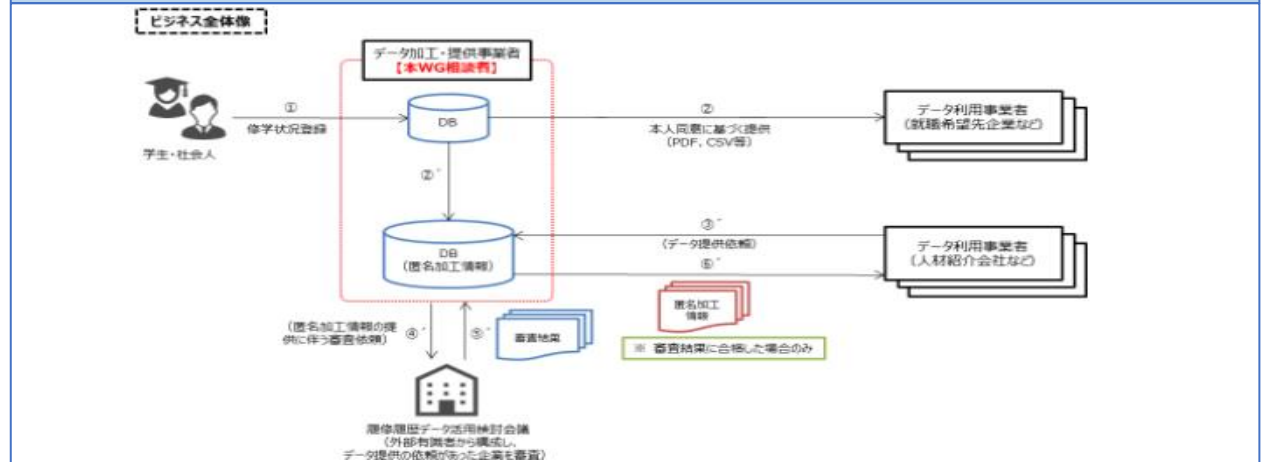 ビジネス全体像
データ加工・提供事業者
【本WG相談者】
①
修学状況登録
学生・社会人
DB
②
本人同意に基づく提供
(PDF, CSV等)
データ利用事業者
(就職希望先企業など)
②´
DB
(匿名加工情報)
③´
(データ提供依頼)
⑥´
データ利用事業者
(人材紹介会社など)
匿名加工
情報
※ 審査結果に合格した場合のみ
(匿名加工情報の提
供に伴う審査依頼)
④´
⑤´
審査結果
履修履歴データ活用検討会議
(外部有識者から構成し、
データ提供の依頼があった企業を審査)